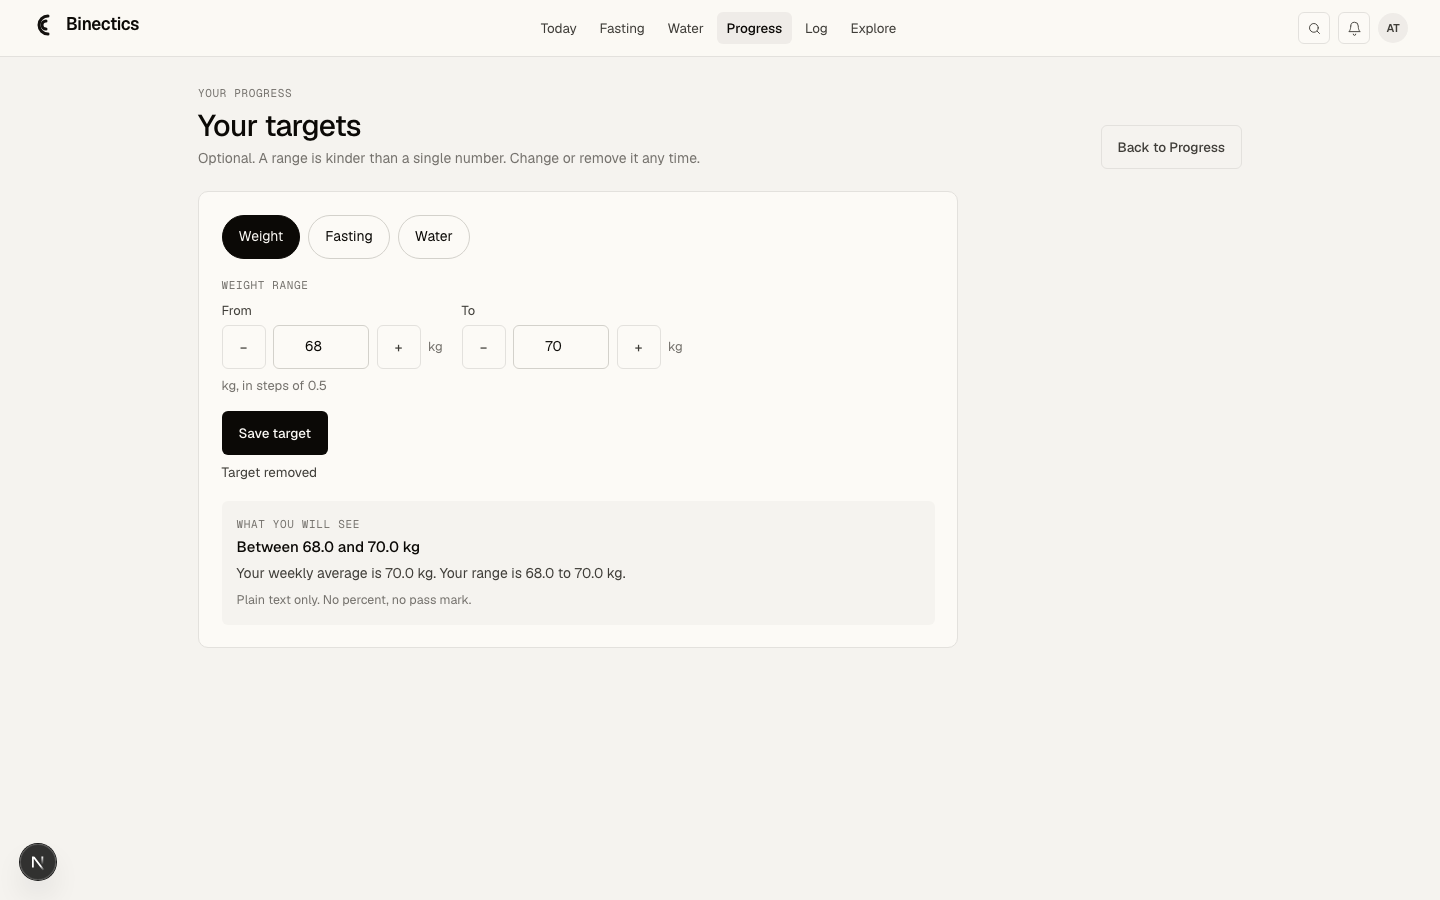 Binectics
Today Fasting Water Progress Log Explore
AT
YOUR PROGRESS
Your targets
Optional. A range is kinder than a single number. Change or remove it any time.
Back to Progress
Weight Fasting Water
WEIGHT RANGE
From To
− 68 + kg − 70 + kg
kg, in steps of 0.5
Save target
Target removed
WHAT YOU WILL SEE
Between 68.0 and 70.0 kg
Your weekly average is 70.0 kg. Your range is 68.0 to 70.0 kg.
Plain text only. No percent, no pass mark.
N